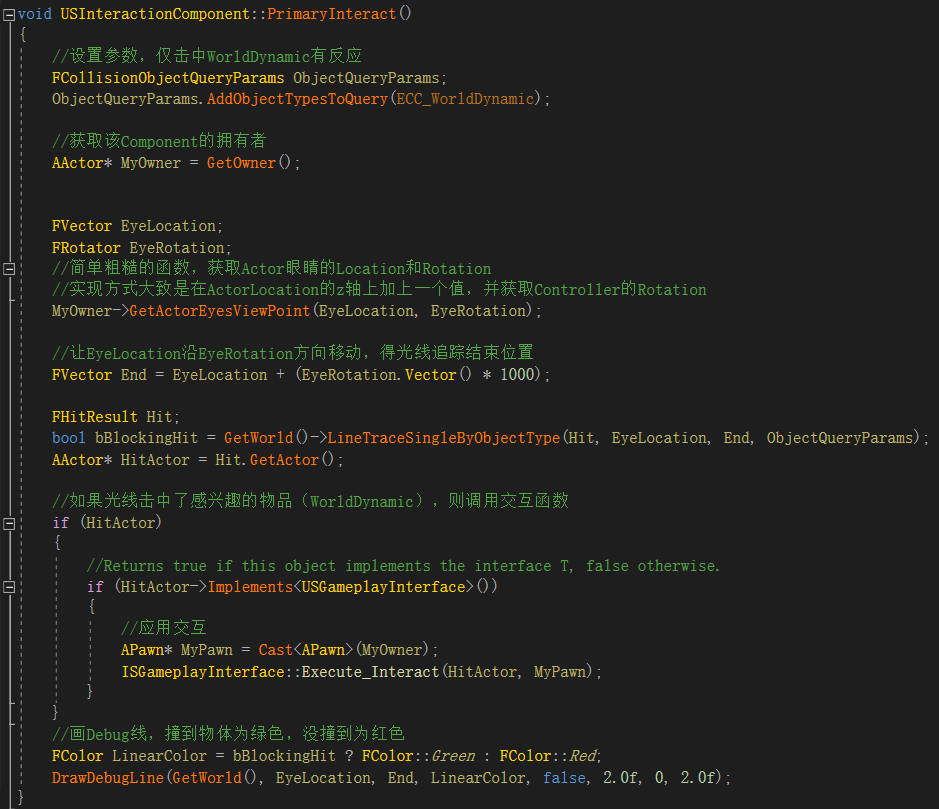 void USInteractionComponent::PrimaryInteract()
{
//设置参数，仅击中WorldDynamic有反应
FCollisionObjectQueryParams ObjectQueryParams;
ObjectQueryParams.AddObjectTypesToQuery(ECC_WorldDynamic);
//获取该Component的拥有者
AActor* MyOwner = GetOwner();
FVector EyeLocation;
FRotator EyeRotation;
//简单粗糙的函数，获取Actor眼睛的Location和Rotation
//实现方式大致是在ActorLocation的z轴上加上一个值，并获取Controller的Rotation
MyOwner->GetActorEyesViewPoint(EyeLocation, EyeRotation);
//让EyeLocation沿EyeRotation方向移动，得光线追踪结束位置
FVector End = EyeLocation + (EyeRotation.Vector() * 1000);
FHitResult Hit;
bool bBlockingHit = GetWorld()->LineTraceSingleByObjectType(Hit, EyeLocation, End, ObjectQueryParams);
AActor* HitActor = Hit.GetActor();
//如果光线击中了感兴趣的物品（WorldDynamic），则调用交互函数
if (HitActor)
{
//Returns true if this object implements the interface T, false otherwise.
if (HitActor->Implements<USGameplayInterface>())
{
//应用交互
APawn* MyPawn = Cast<APawn>(MyOwner);
ISGameplayInterface::Execute_Interact(HitActor, MyPawn);
}
}
//画Debug线，撞到物体为绿色，没撞到为红色
FColor LinearColor = bBlockingHit ? FColor::Green : FColor::Red;
DrawDebugLine(GetWorld(), EyeLocation, End, LinearColor, false, 2.0f, 0, 2.0f);
}